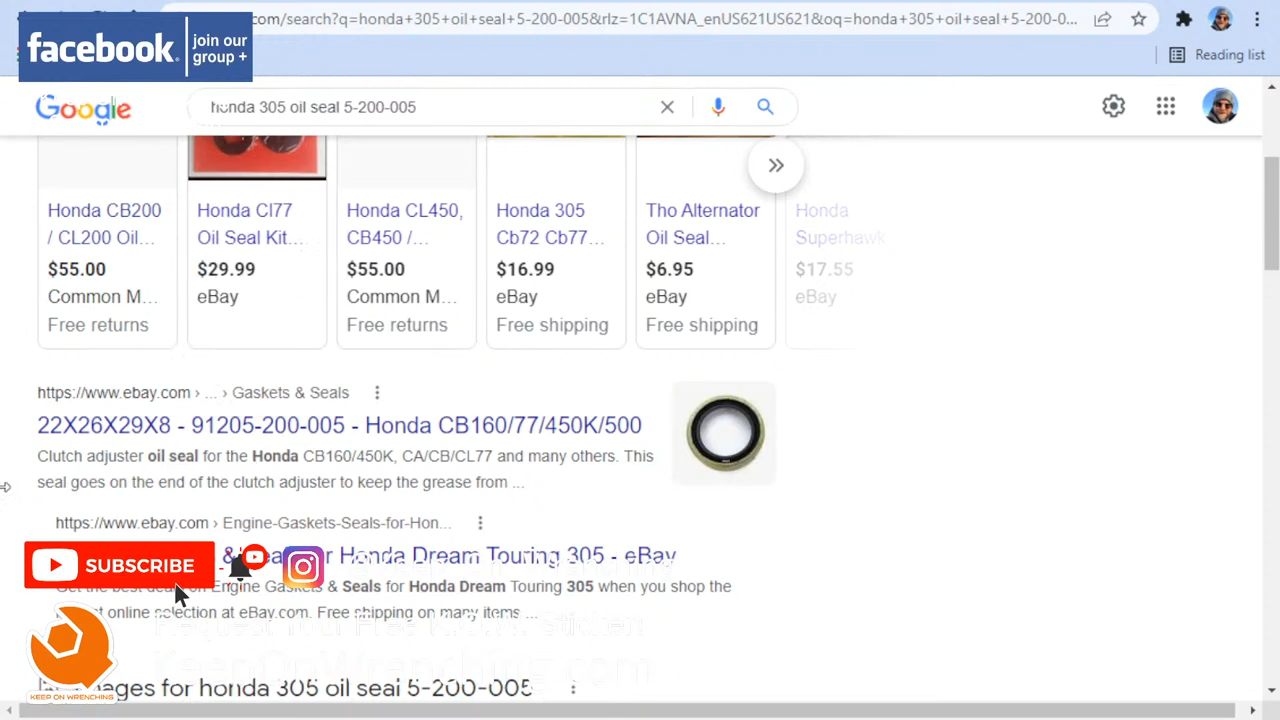 .com/search?q=honda+305+oil+seal+5-200-005&rlz=1C1AVNA_enUS621US621&oq=honda+305+oil+seal+5-200-0...
facebook. join our group +
Reading list
Google
honda 305 oil seal 5-200-005
Honda CB200 / CL200 Oil...
$55.00
Common M...
Free returns
Honda Cl77 Oil Seal Kit...
$29.99
eBay
Honda CL450, CB450 /...
$55.00
Common M...
Free returns
Honda 305 Cb72 Cb77...
$16.99
eBay
Free shipping
Tho Alternator Oil Seal...
$6.95
eBay
Free shipping
Honda Superhawk
$17.55
eBay
https://www.ebay.com › ... › Gaskets & Seals
22X26X29X8 - 91205-200-005 - Honda CB160/77/450K/500
Clutch adjuster oil seal for the Honda CB160/450K, CA/CB/CL77 and many others. This
seal goes on the end of the clutch adjuster to keep the grease from ...
https://www.ebay.com › Engine-Gaskets-Seals-for-Hon...
& Honda Dream Touring 305 - eBay
SUBSCRIBE
Engine Gaskets & Seals for Honda Dream Touring 305 when you shop the
online selection at eBay.com. Free shipping on many items ...
Request Your Free Sticker
KeepOnWrenching.com
KEEP ON WRENCHING
Images for honda 305 oil seal 5-200-005